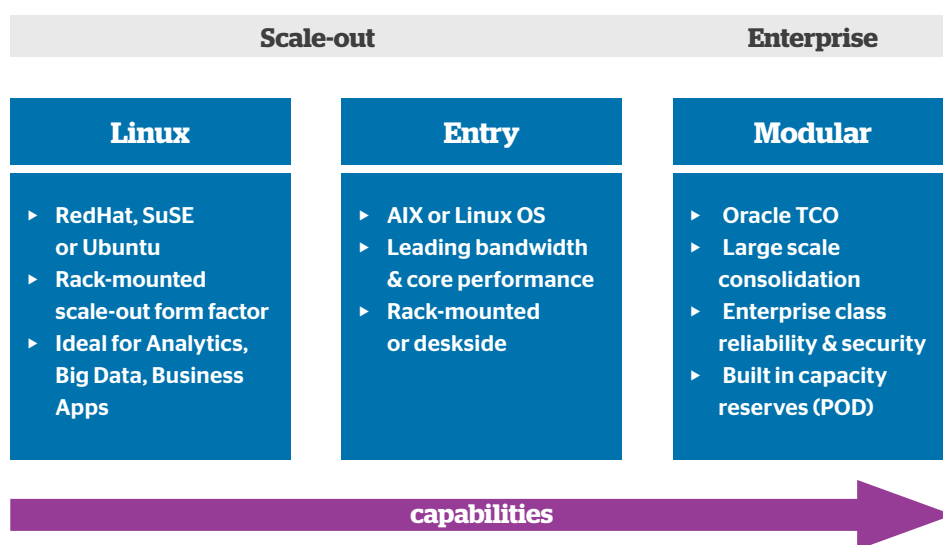 Scale-out
Enterprise
Linux
▸ RedHat, SuSE
or Ubuntu
▸ Rack-mounted
scale-out form factor
▸ Ideal for Analytics,
Big Data, Business
Apps
Entry
▸ AIX or Linux OS
▸ Leading bandwidth
& core performance
▸ Rack-mounted
or deskside
Modular
▸ Oracle TCO
▸ Large scale
consolidation
▸ Enterprise class
reliability & security
▸ Built in capacity
reserves (POD)
capabilities